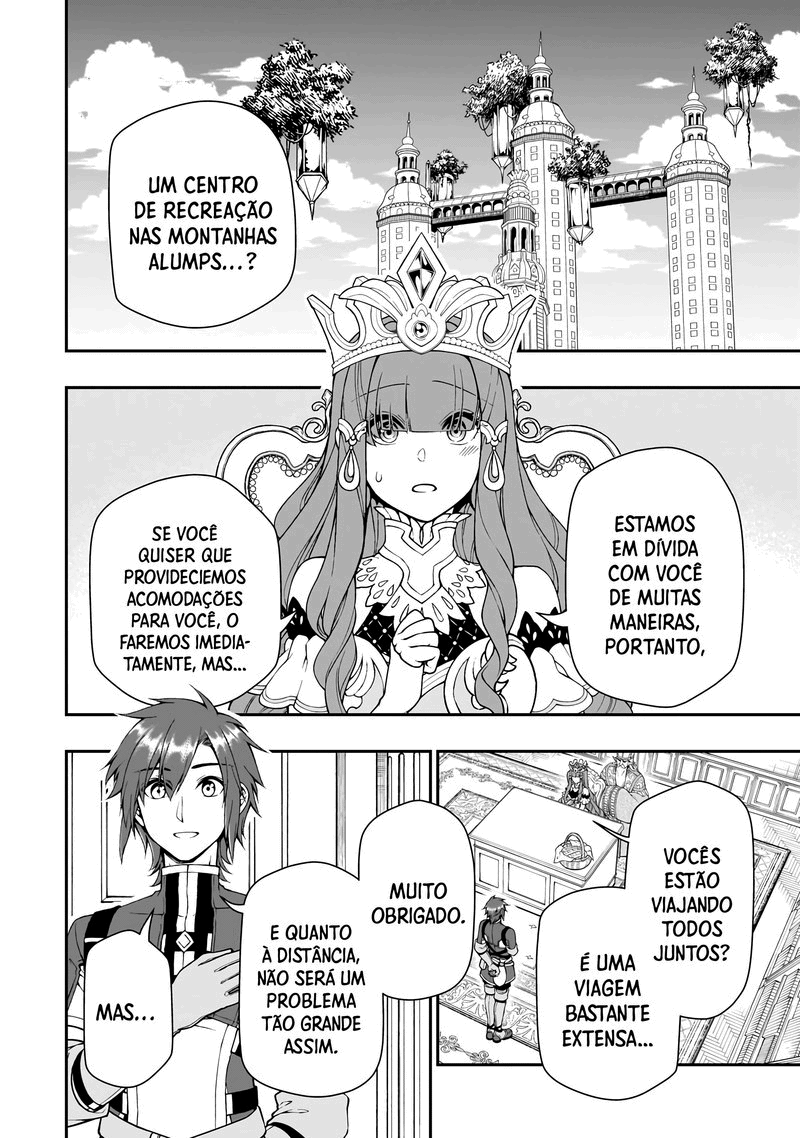 UM CENTRO
DE RECREAÇÃO
NAS MONTANHAS
ALUMPS...?
ESTAMOS
EM DÍVIDA
COM VOCÊ
DE MUITAS
MANEIRAS,
PORTANTO,
SE VOCÊ
QUISER QUE
PROVIDECIEMOS
ACOMODAÇÕES
PARA VOCÊ, O
FAREMOS IMEDIA-
TAMENTE, MAS...
VOCÊS
ESTÃO
VIAJANDO
TODOS
JUNTOS?
É UMA
VIAGEM
BASTANTE
EXTENSA...
MUITO
OBRIGADO.
E QUANTO
À DISTÂNCIA,
NÃO SERÁ UM
PROBLEMA
TÃO GRANDE
ASSIM.
MAS...